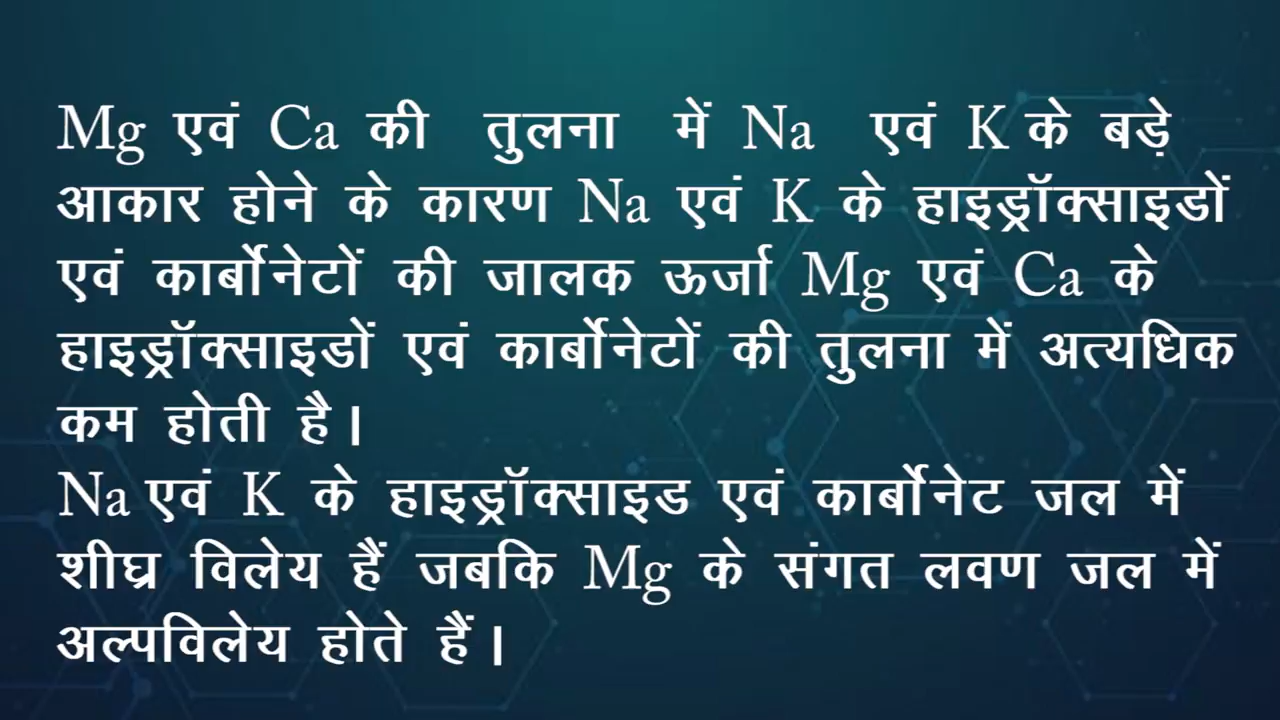 Mg एवं Ca की तुलना में Na एवं K के बड़े
आकार होने के कारण Na एवं K के हाइड्रॉक्साइडों
एवं कार्बोनेटों की जालक ऊर्जा Mg एवं Ca के
हाइड्रॉक्साइडों एवं कार्बोनेटों की तुलना में अत्यधिक
कम होती है।
Na एवं K के हाइड्रॉक्साइड एवं कार्बोनेट जल में
शीघ्र विलेय हैं जबकि Mg के संगत लवण जल में
अल्पविलेय होते हैं।